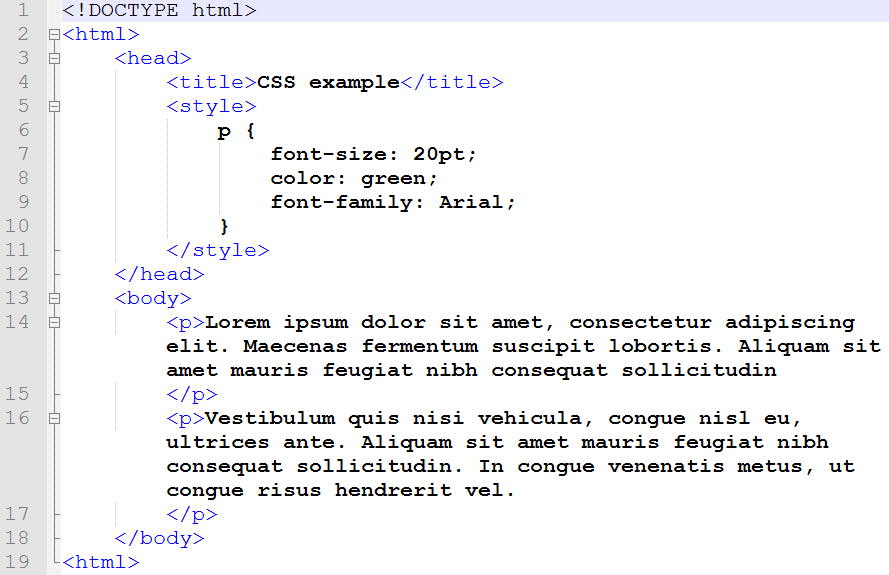 1 <!DOCTYPE html>
2 <html>
3 <head>
4 <title>CSS example</title>
5 <style>
6 p {
7 font-size: 20pt;
8 color: green;
9 font-family: Arial;
10 }
11 </style>
12 </head>
13 <body>
14 <p>Lorem ipsum dolor sit amet, consectetur adipiscing
elit. Maecenas fermentum suscipit lobortis. Aliquam sit
amet mauris feugiat nibh consequat sollicitudin
15 </p>
16 <p>Vestibulum quis nisi vehicula, congue nisl eu,
ultrices ante. Aliquam sit amet mauris feugiat nibh
consequat sollicitudin. In congue venenatis metus, ut
congue risus hendrerit vel.
17 </p>
18 </body>
19 <html>